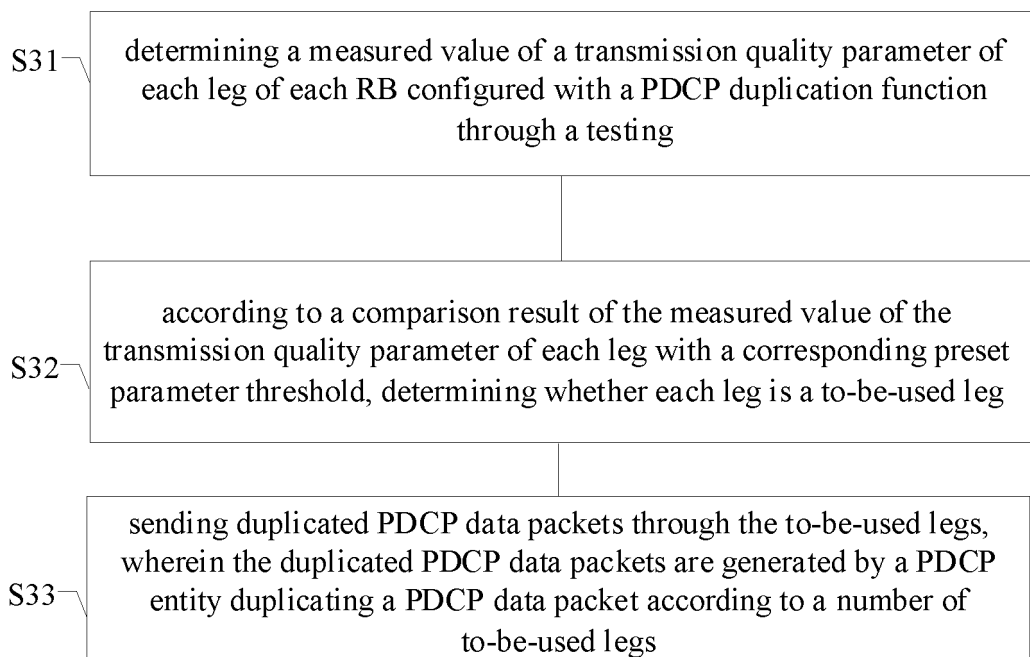 S31
determining a measured value of a transmission quality parameter of
each leg of each RB configured with a PDCP duplication function
through a testing
S32
according to a comparison result of the measured value of the
transmission quality parameter of each leg with a corresponding preset
parameter threshold, determining whether each leg is a to-be-used leg
S33
sending duplicated PDCP data packets through the to-be-used legs,
wherein the duplicated PDCP data packets are generated by a PDCP
entity duplicating a PDCP data packet according to a number of
to-be-used legs